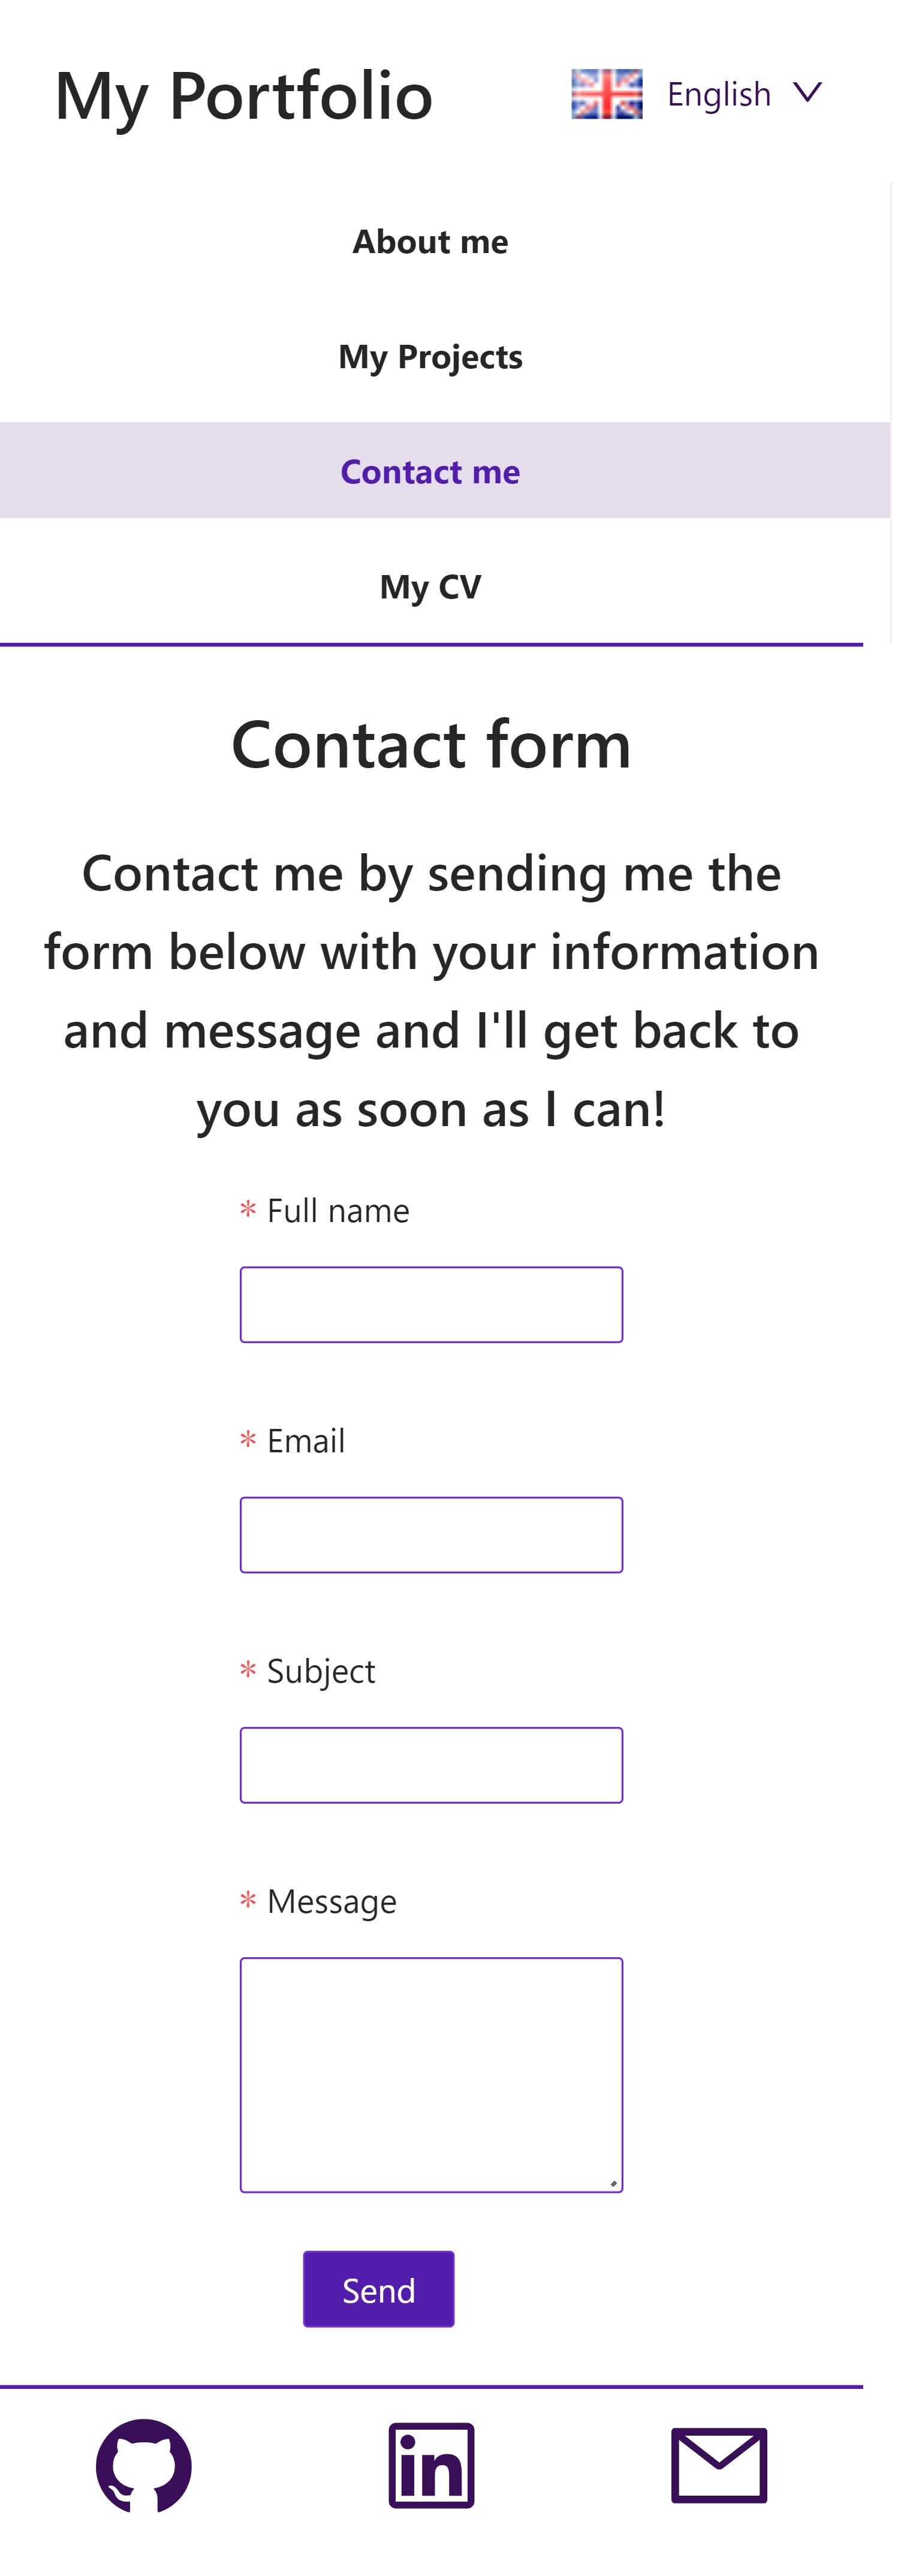 My Portfolio
English
About me
My Projects
Contact me
My CV
Contact form
Contact me by sending me the
form below with your information
and message and I'll get back to
you as soon as I can!
* Full name
* Email
* Subject
* Message
Send
in